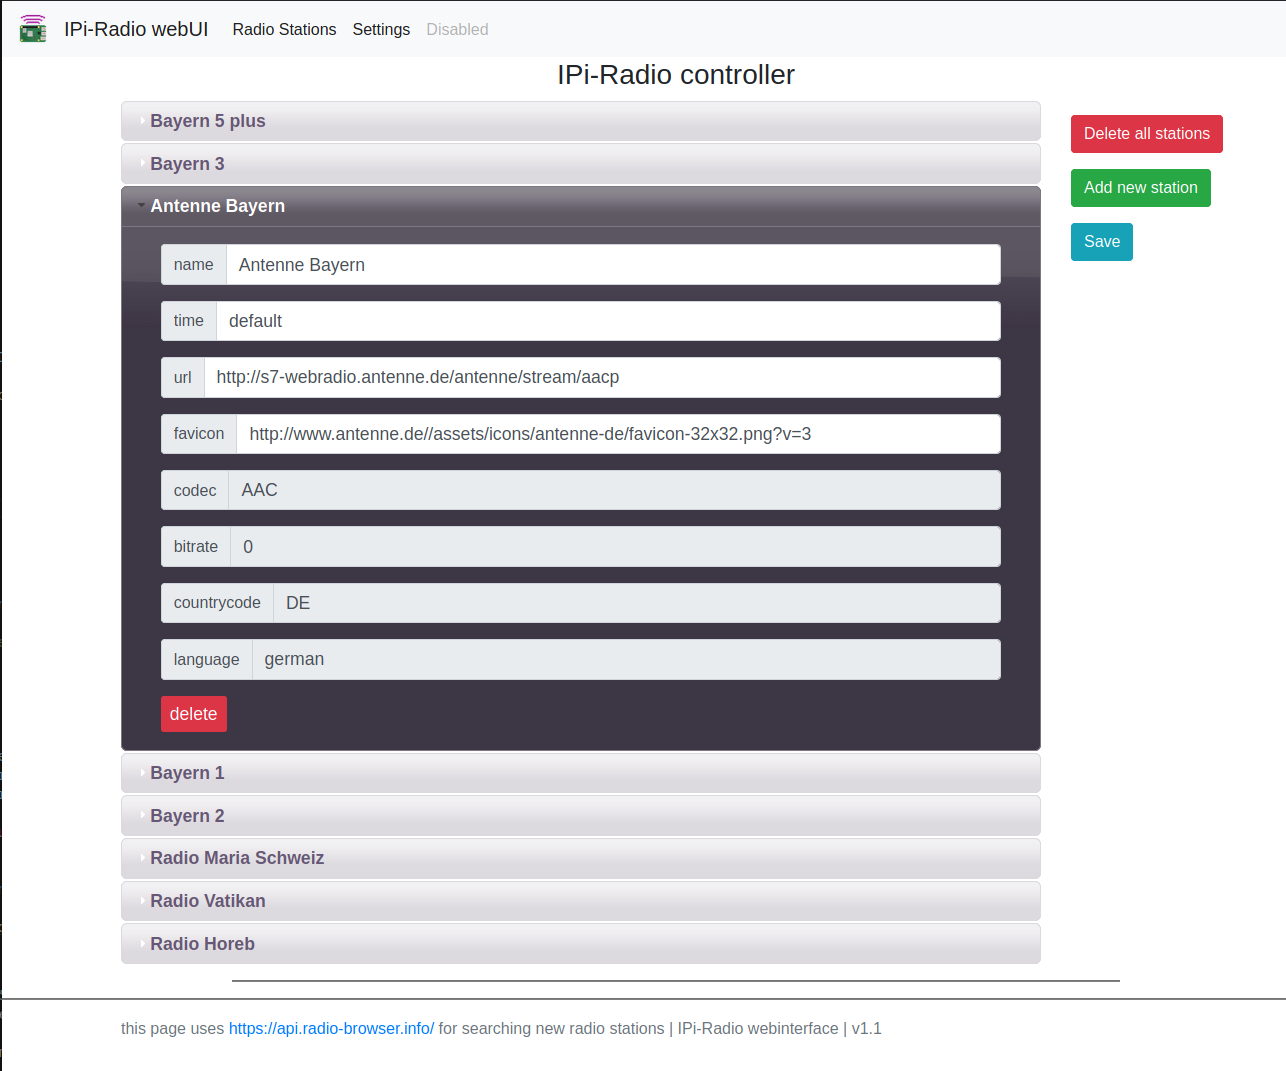 IPi-Radio webUI Radio Stations Settings Disabled
IPi-Radio controller
Bayern 5 plus
Delete all stations
Bayern 3
Add new station
Antenne Bayern
Save
name Antenne Bayern
time default
url http://s7-webradio.antenne.de/antenne/stream/aacp
favicon http://www.antenne.de//assets/icons/antenne-de/favicon-32x32.png?v=3
codec AAC
bitrate 0
countrycode DE
language german
delete
Bayern 1
Bayern 2
Radio Maria Schweiz
Radio Vatikan
Radio Horeb
this page uses https://api.radio-browser.info/ for searching new radio stations | IPi-Radio webinterface | v1.1